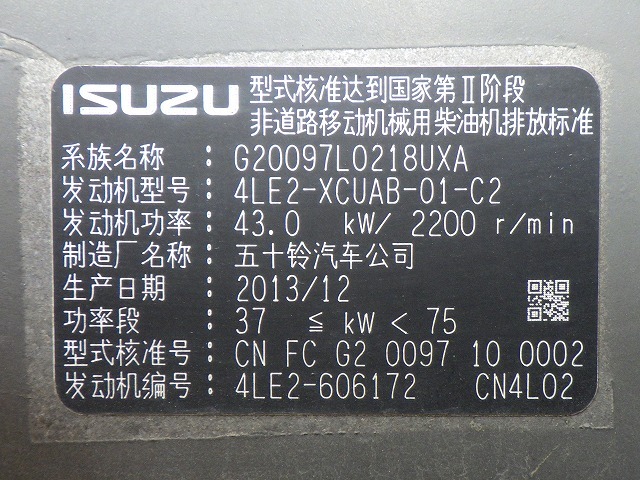 ISUZU 型式核准达到国家第Ⅱ阶段
非道路移动机械用柴油机排放标准
系族名称 : G20097L0218UXA
发动机型号 : 4LE2-XCUAB-01-C2
发动机功率 : 43.0 kW/ 2200 r/min
制造厂名称 : 五十铃汽车公司
生产日期 : 2013/12
功率段 : 37 ≦ kW < 75
型式核准号 : CN FC G2 0097 10 0002
发动机编号 : 4LE2-606172 CN4L02